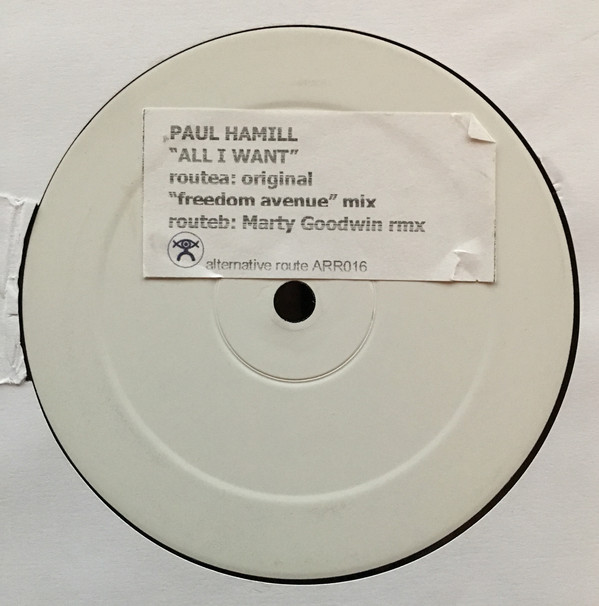 PAUL HAMILL
"ALL I WANT"
routea: original
"freedom avenue" mix
routeb: Marty Goodwin rmx
alternative route ARR016